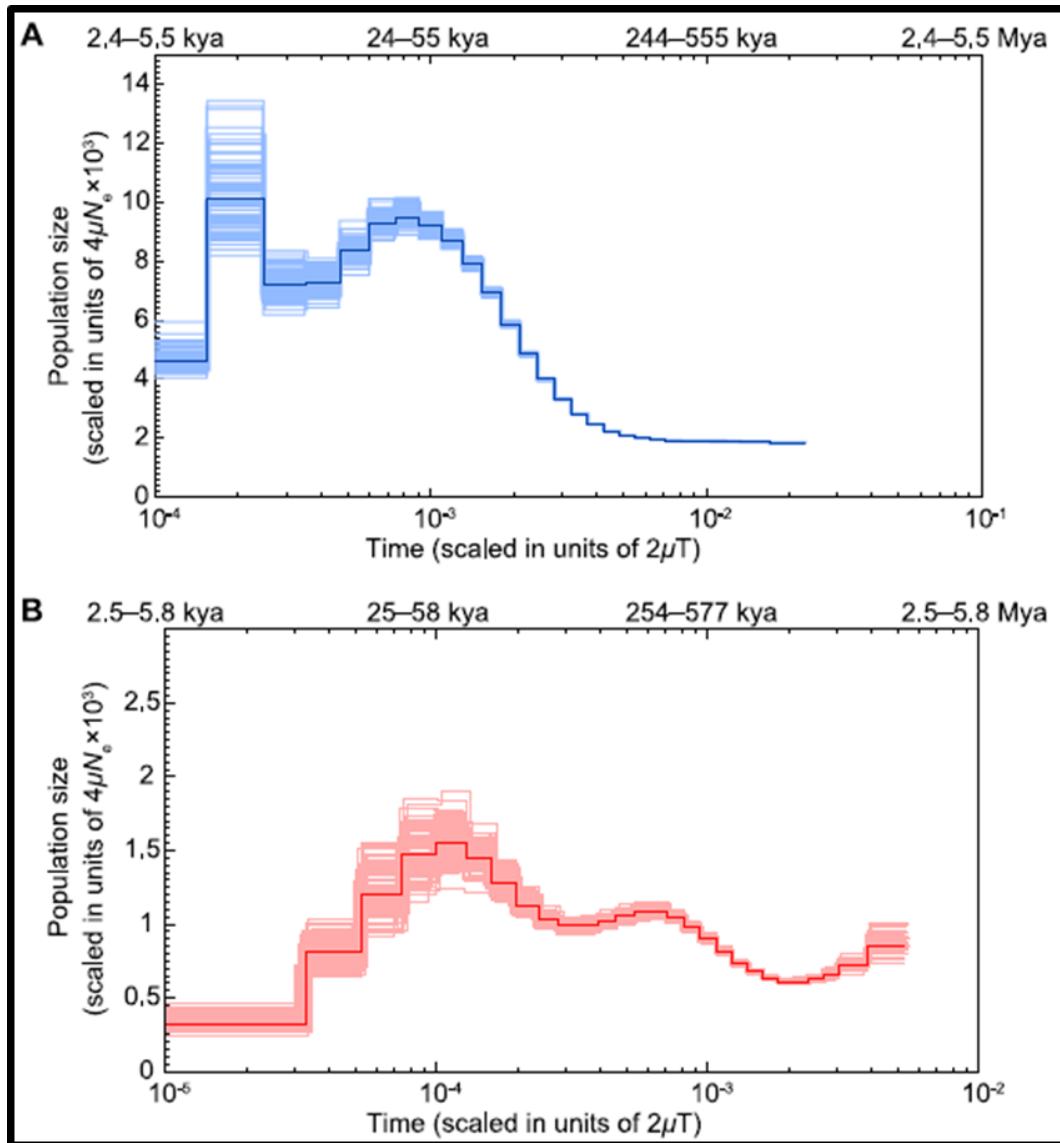 A
2,4–5,5 kya 24–55 kya 244–555 kya 2,4–5,5 Mya
14
12
10
8
6
4
2
0
Population size
(scaled in units of 4µNₑ×10³)
10⁻⁴ 10⁻³ 10⁻² 10⁻¹
Time (scaled in units of 2µT)
B
2.5–5.8 kya 25–58 kya 254–577 kya 2.5–5.8 Mya
2,5
2
1,5
1
0,5
0
Population size
(scaled in units of 4µNₑ×10³)
10⁻⁵ 10⁻⁴ 10⁻³ 10⁻²
Time (scaled in units of 2µT)